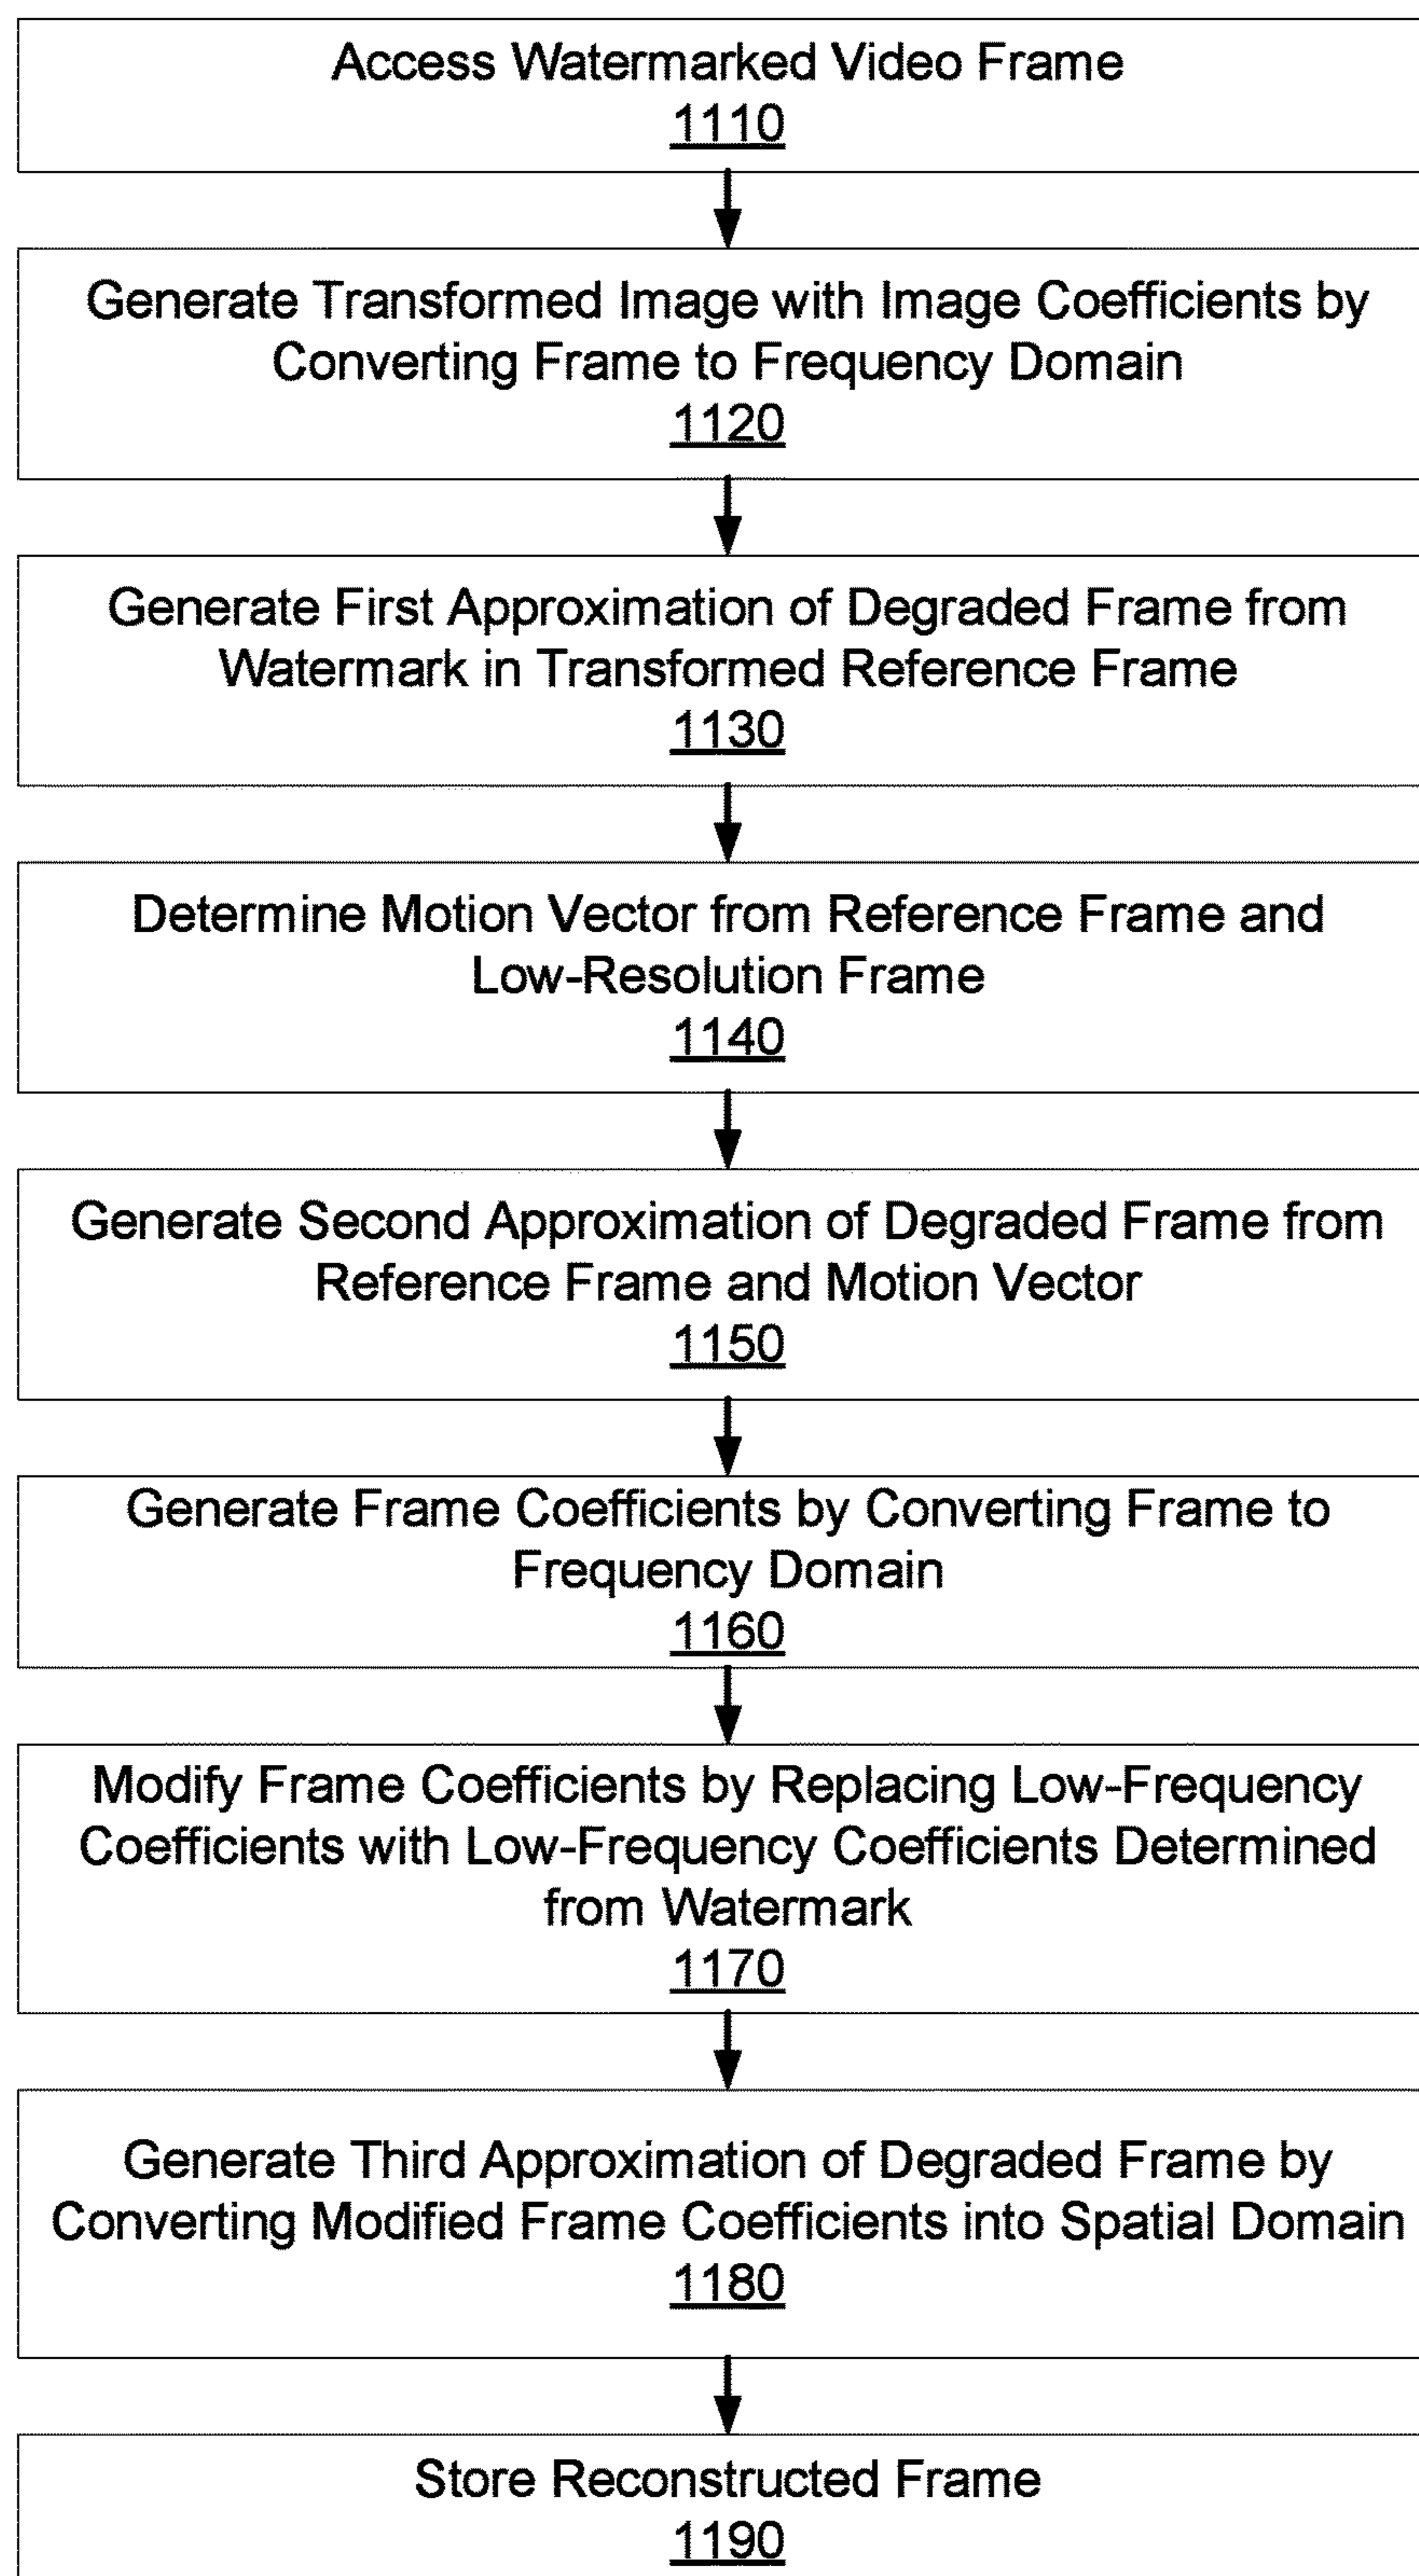 Access Watermarked Video Frame
1110
Generate Transformed Image with Image Coefficients by
Converting Frame to Frequency Domain
1120
Generate First Approximation of Degraded Frame from
Watermark in Transformed Reference Frame
1130
Determine Motion Vector from Reference Frame and
Low-Resolution Frame
1140
Generate Second Approximation of Degraded Frame from
Reference Frame and Motion Vector
1150
Generate Frame Coefficients by Converting Frame to
Frequency Domain
1160
Modify Frame Coefficients by Replacing Low-Frequency
Coefficients with Low-Frequency Coefficients Determined
from Watermark
1170
Generate Third Approximation of Degraded Frame by
Converting Modified Frame Coefficients into Spatial Domain
1180
Store Reconstructed Frame
1190